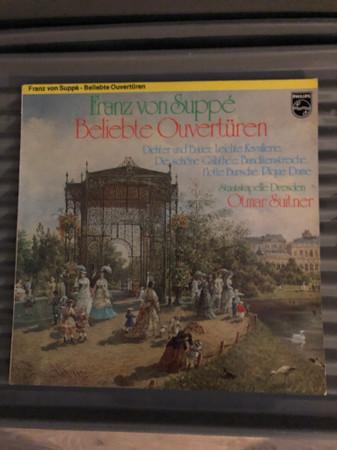 Franz von Suppé - Beliebte Ouvertüren
PHILIPS
Franz von Suppé
Beliebte Ouvertüren
Dichter und Bauer, Leichte Kavallerie,
Die schöne Galathée, Banditenstreiche,
Flotte Bursche, Pique Dame
Staatskapelle Dresden
Otmar Suitner